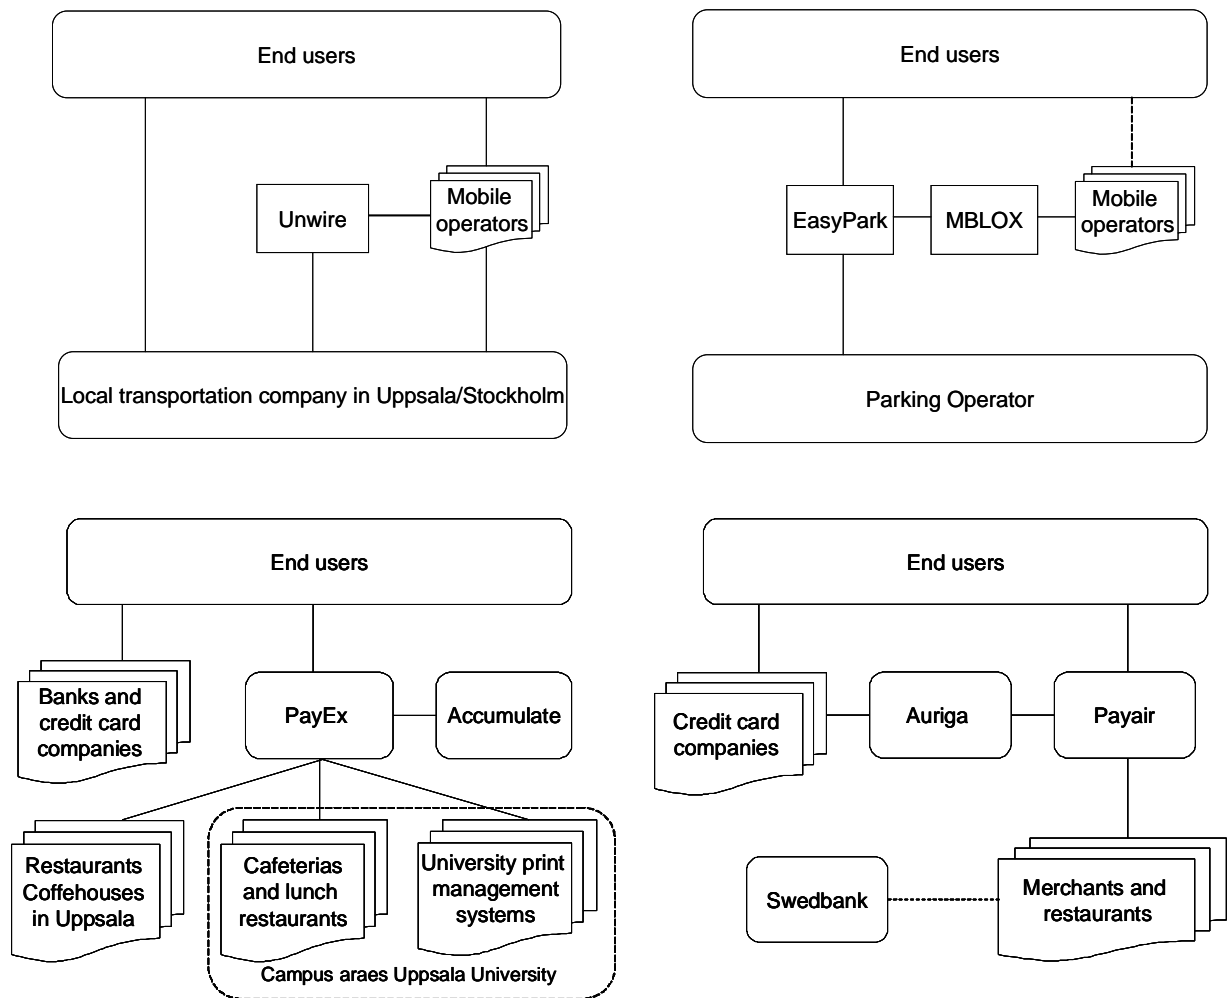 End users
Unwire
Mobile
operators
Local transportation company in Uppsala/Stockholm
End users
EasyPark
MBLOX
Mobile
operators
Parking Operator
End users
Banks and
credit card
companies
PayEx
Accumulate
Restaurants
Coffehouses
in Uppsala
Cafeterias
and lunch
restaurants
University print
management
systems
Campus araes Uppsala University
End users
Credit card
companies
Auriga
Payair
Swedbank
Merchants and
restaurants